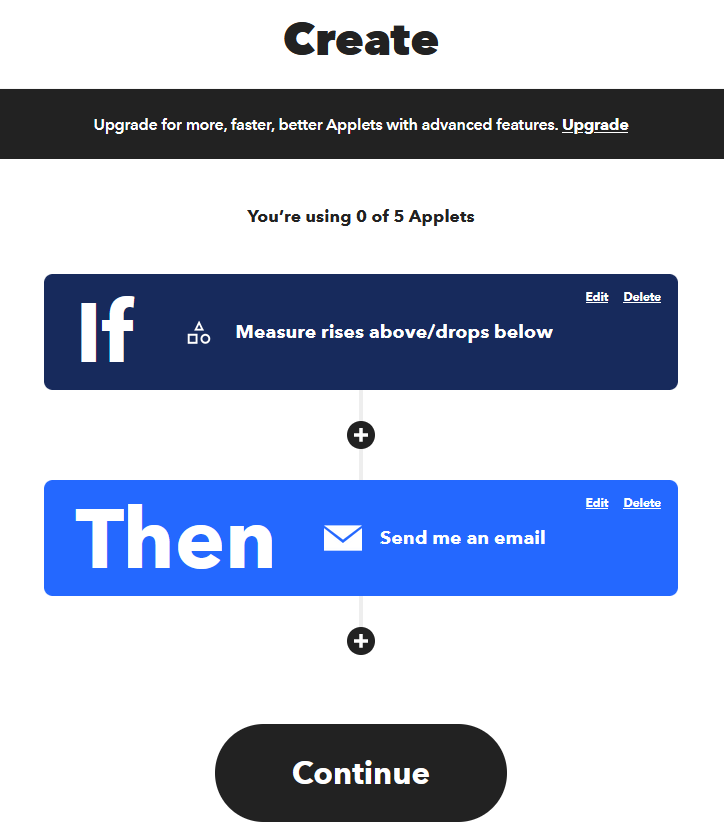 Create
Upgrade for more, faster, better Applets with advanced features. Upgrade
You’re using 0 of 5 Applets
Edit Delete
If Measure rises above/drops below
Edit Delete
Then Send me an email
Continue